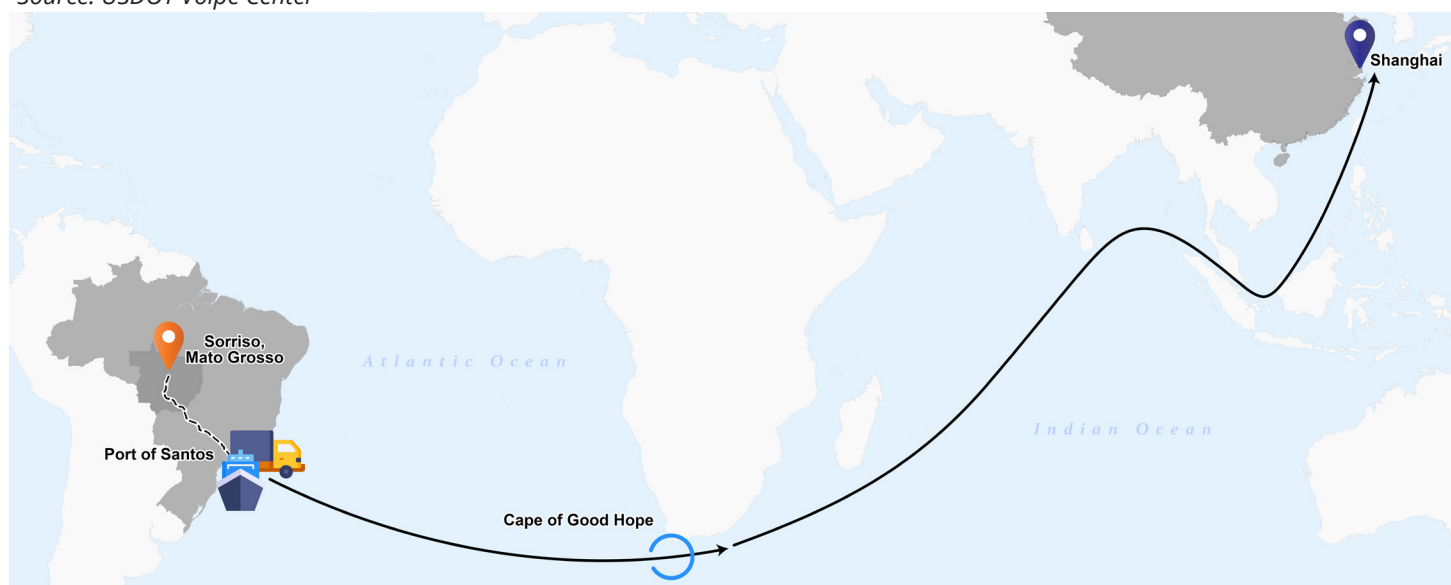 Source: USDOT Volpe Center
Shanghai
Sorriso,
Mato Grosso
Atlantic Ocean
Indian Ocean
Port of Santos
Cape of Good Hope